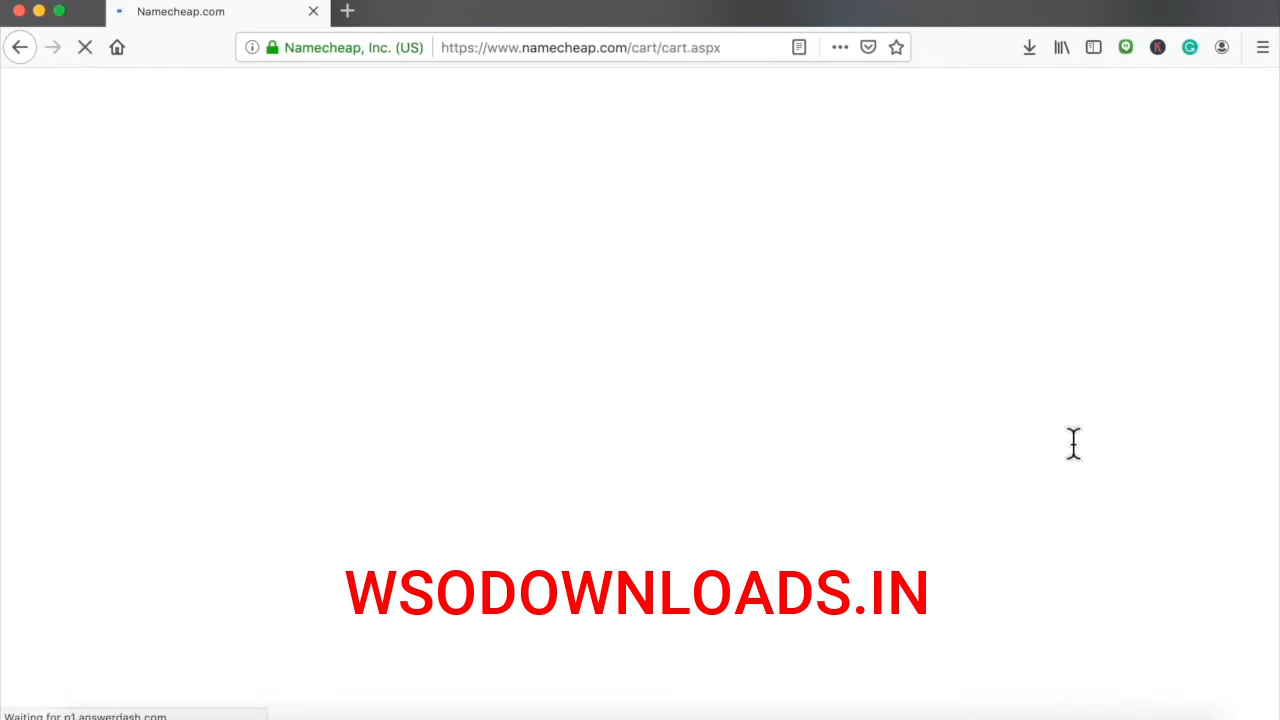 Namecheap.com
Namecheap, Inc. (US)
https://www.namecheap.com/cart/cart.aspx
WSODOWNLOADS.IN
Waiting for p1.answerdash.com